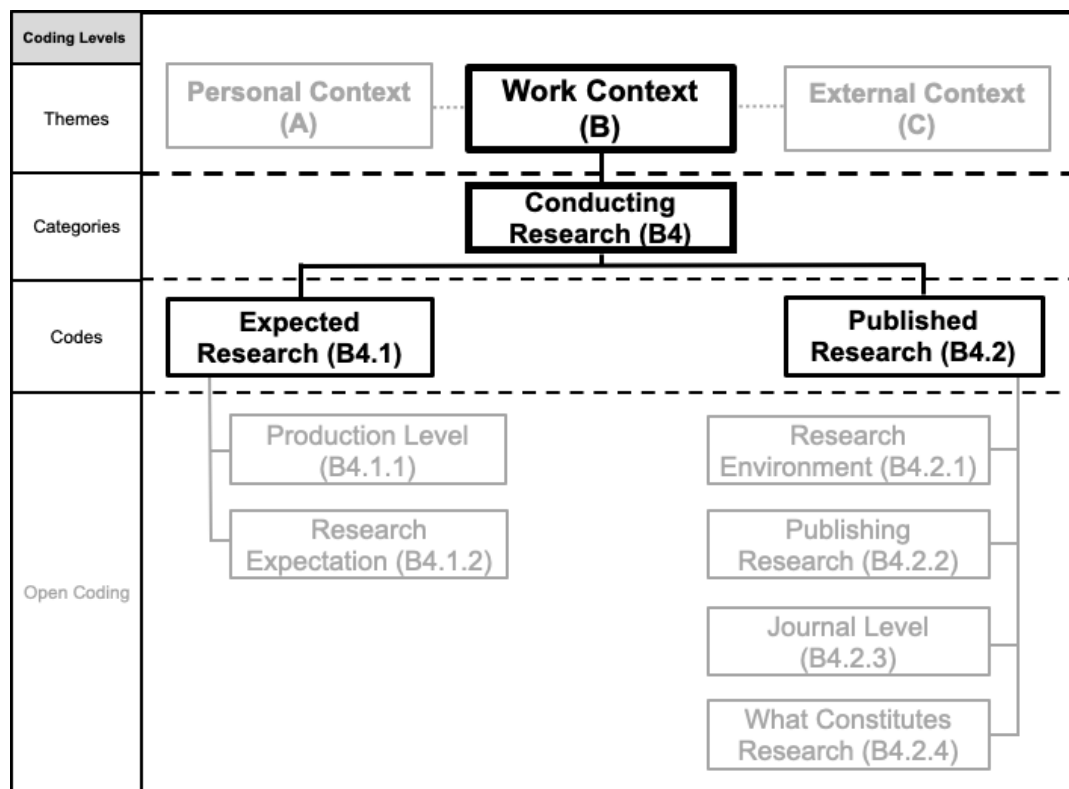 Coding Levels
Themes
Personal Context
(A)
Work Context
(B)
External Context
(C)
Categories
Conducting
Research (B4)
Codes
Expected
Research (B4.1)
Published
Research (B4.2)
Open Coding
Production Level
(B4.1.1)
Research
Expectation (B4.1.2)
Research
Environment (B4.2.1)
Publishing
Research (B4.2.2)
Journal Level
(B4.2.3)
What Constitutes
Research (B4.2.4)